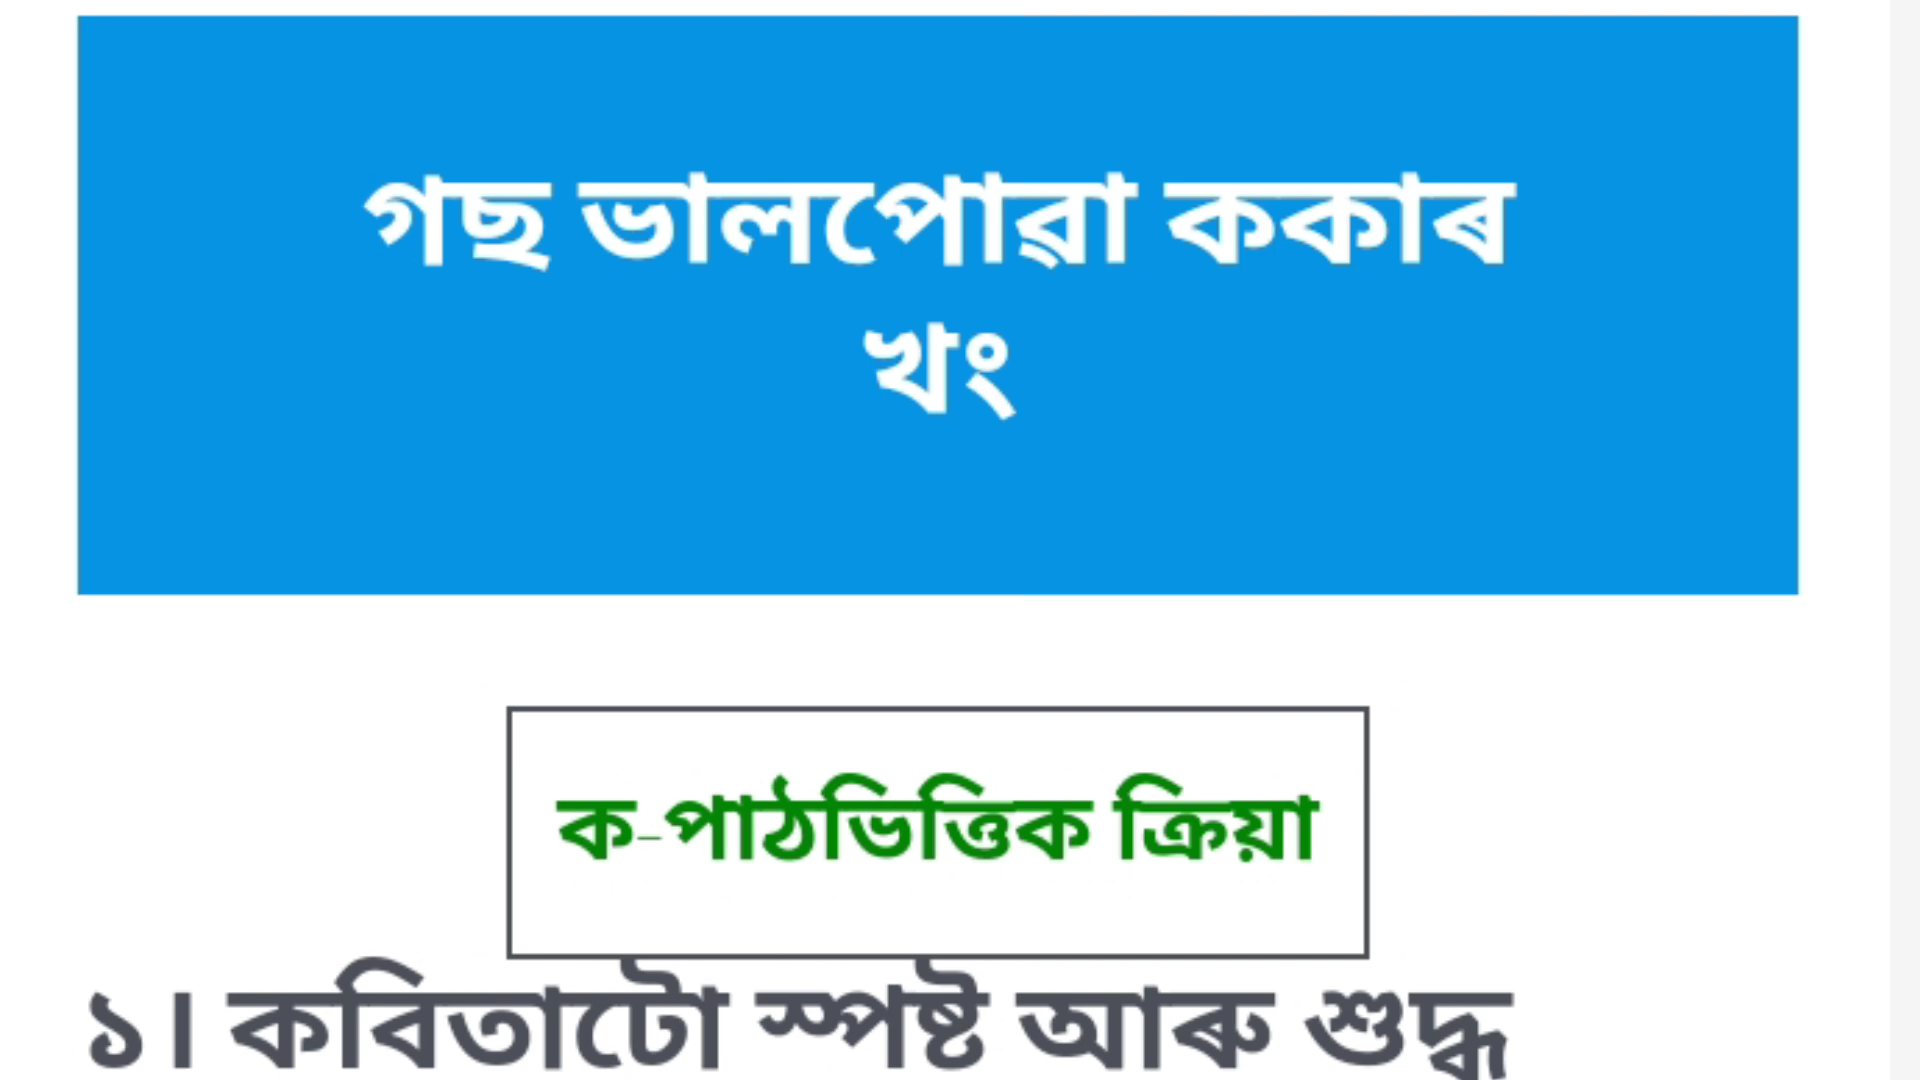 গছ ভালপোৱা ককাৰ
খং
ক-পাঠভিত্তিক ক্ৰিয়া
১। কবিতাটো স্পষ্ট আৰু শুদ্ধ